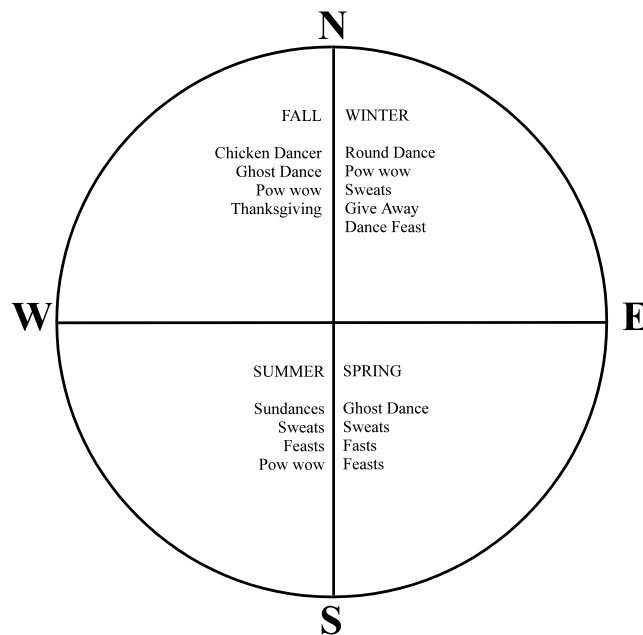 N
FALL
Chicken Dancer
Ghost Dance
Pow wow
Thanksgiving
WINTER
Round Dance
Pow wow
Sweats
Give Away
Dance Feast
W
E
SUMMER
Sundances
Sweats
Feasts
Pow wow
SPRING
Ghost Dance
Sweats
Fasts
Feasts
S